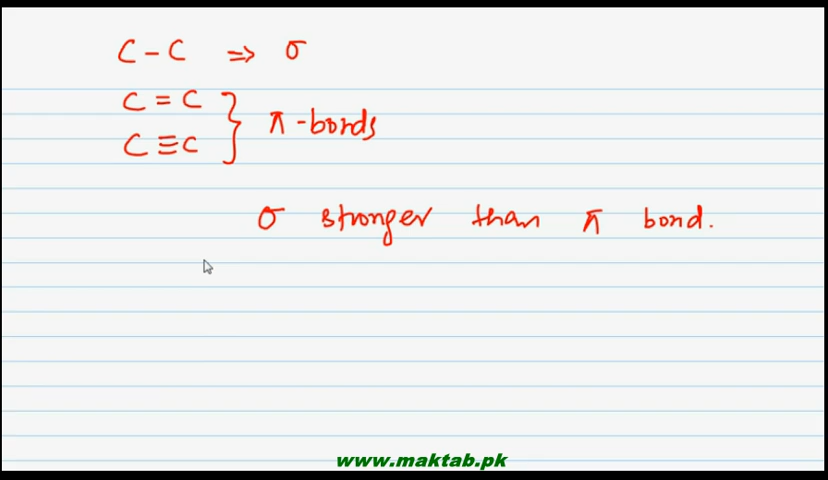 C - C ⇒ σ
C = C
C ≡ C } π-bonds
σ stronger than π bond.
www.maktab.pk